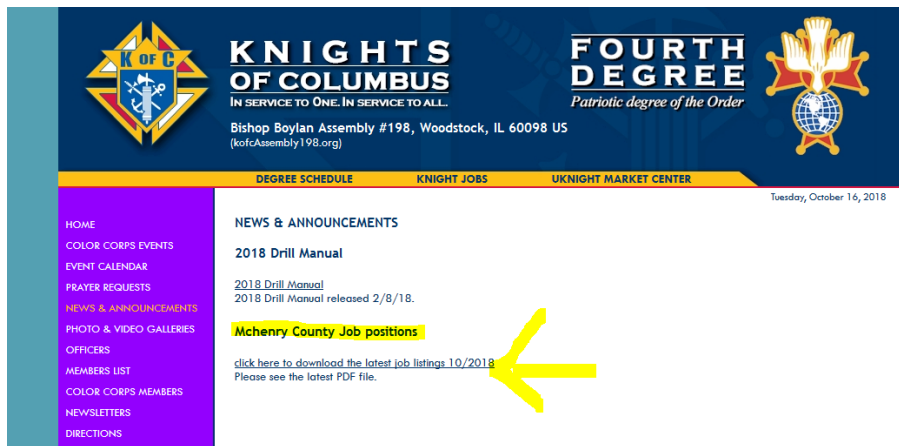 K OF C
KNIGHTS
OF COLUMBUS
IN SERVICE TO ONE. IN SERVICE TO ALL.
FOURTH
DEGREE
Patriotic degree of the Order
Bishop Boylan Assembly #198, Woodstock, IL 60098 US
(kofcAssembly198.org)
DEGREE SCHEDULE KNIGHT JOBS UKNIGHT MARKET CENTER
Tuesday, October 16, 2018
HOME
COLOR CORPS EVENTS
EVENT CALENDAR
PRAYER REQUESTS
NEWS & ANNOUNCEMENTS
PHOTO & VIDEO GALLERIES
OFFICERS
MEMBERS LIST
COLOR CORPS MEMBERS
NEWSLETTERS
DIRECTIONS
NEWS & ANNOUNCEMENTS
2018 Drill Manual
2018 Drill Manual
2018 Drill Manual released 2/8/18.
Mchenry County Job positions
click here to download the latest job listings 10/2018
Please see the latest PDF file.